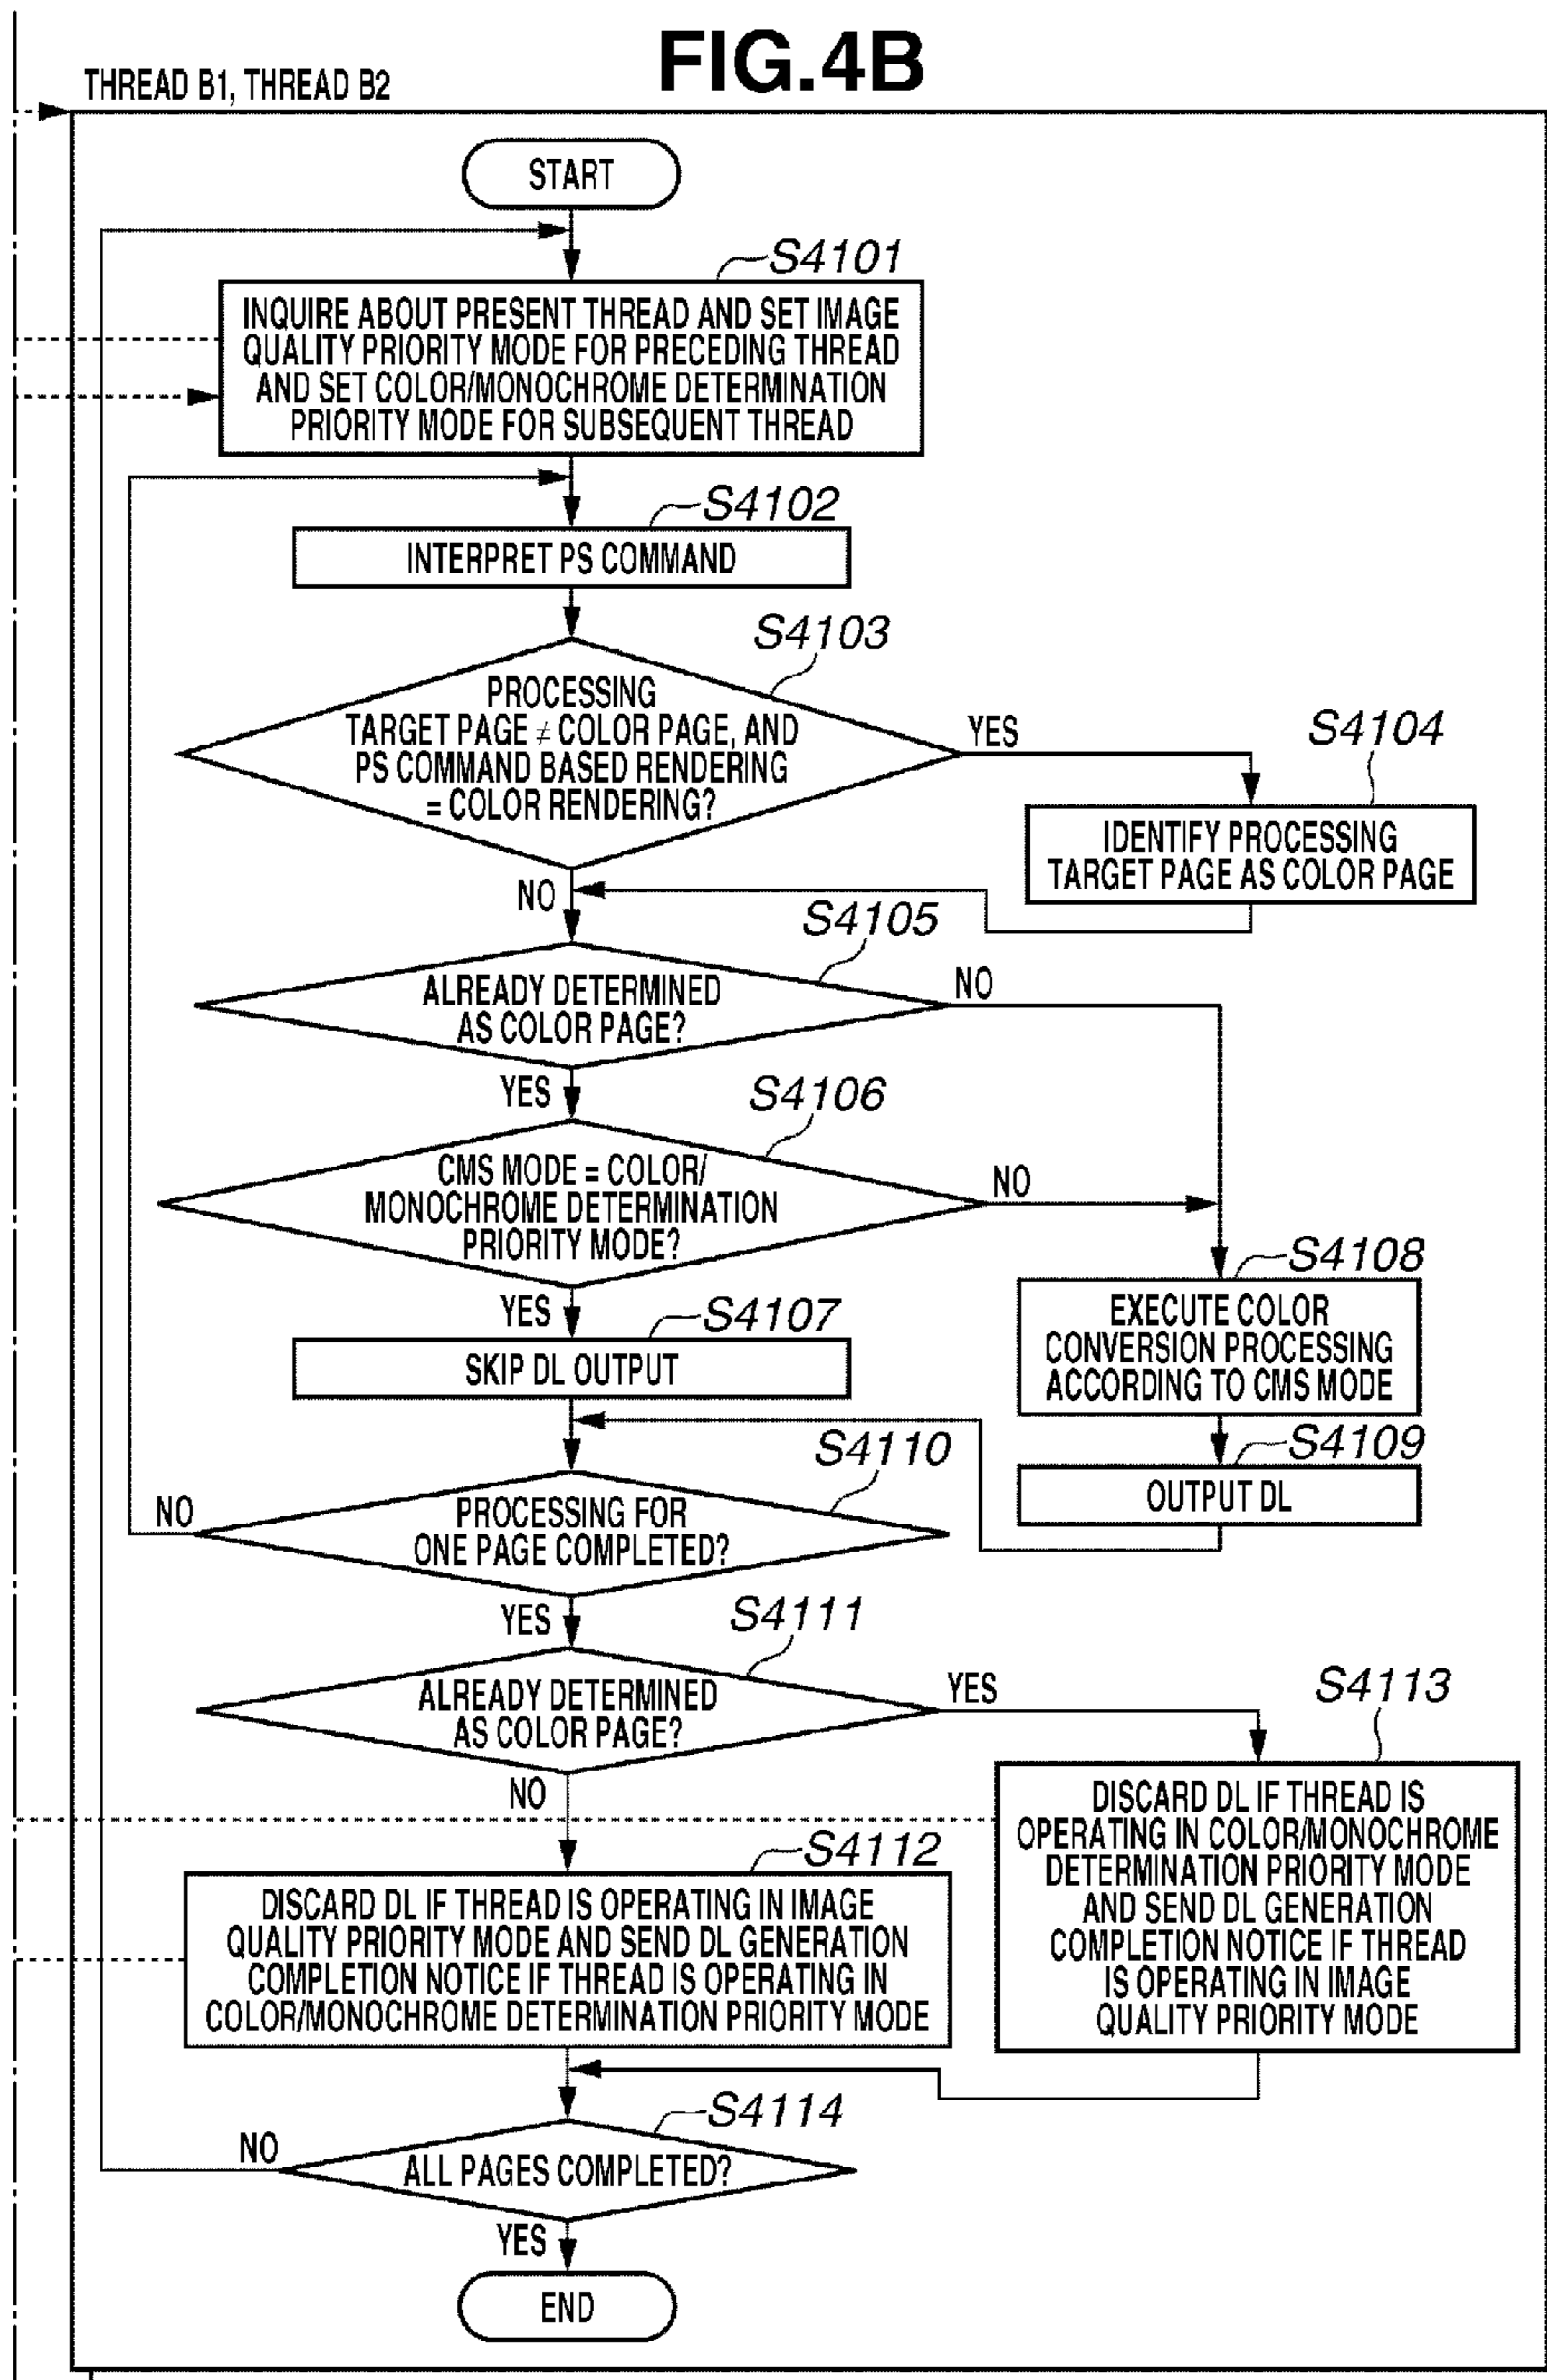 FIG.4B
THREAD B1, THREAD B2
START
S4101
INQUIRE ABOUT PRESENT THREAD AND SET IMAGE
QUALITY PRIORITY MODE FOR PRECEDING THREAD
AND SET COLOR/MONOCHROME DETERMINATION
PRIORITY MODE FOR SUBSEQUENT THREAD
S4102
INTERPRET PS COMMAND
S4103
PROCESSING
TARGET PAGE ≠ COLOR PAGE, AND
PS COMMAND BASED RENDERING
= COLOR RENDERING?
YES
S4104
IDENTIFY PROCESSING
TARGET PAGE AS COLOR PAGE
NO
S4105
ALREADY DETERMINED
AS COLOR PAGE?
NO
YES
S4106
CMS MODE = COLOR/
MONOCHROME DETERMINATION
PRIORITY MODE?
NO
YES
S4107
SKIP DL OUTPUT
S4108
EXECUTE COLOR
CONVERSION PROCESSING
ACCORDING TO CMS MODE
S4109
OUTPUT DL
S4110
PROCESSING FOR
ONE PAGE COMPLETED?
NO
YES
S4111
ALREADY DETERMINED
AS COLOR PAGE?
YES
NO
S4113
DISCARD DL IF THREAD IS
OPERATING IN COLOR/MONOCHROME
DETERMINATION PRIORITY MODE
AND SEND DL GENERATION
COMPLETION NOTICE IF THREAD
IS OPERATING IN IMAGE
QUALITY PRIORITY MODE
S4112
DISCARD DL IF THREAD IS OPERATING IN IMAGE
QUALITY PRIORITY MODE AND SEND DL GENERATION
COMPLETION NOTICE IF THREAD IS OPERATING IN
COLOR/MONOCHROME DETERMINATION PRIORITY MODE
S4114
ALL PAGES COMPLETED?
NO
YES
END